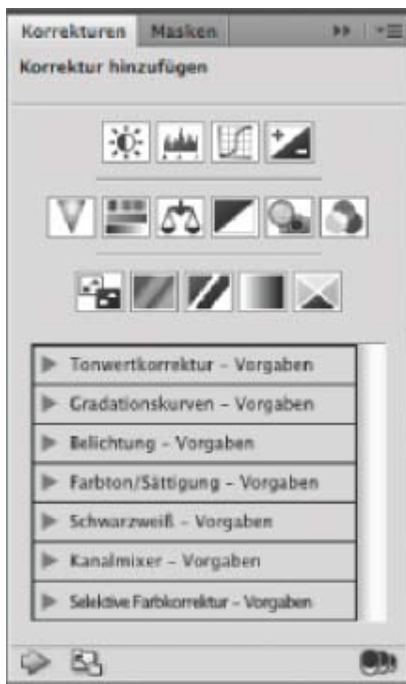 Korrekturen Masken
Korrektur hinzufügen
Tonwertkorrektur – Vorgaben
Gradationskurven – Vorgaben
Belichtung – Vorgaben
Farbton/Sättigung – Vorgaben
Schwarzweiß – Vorgaben
Kanalmixer – Vorgaben
Selektive Farbkorrektur – Vorgaben